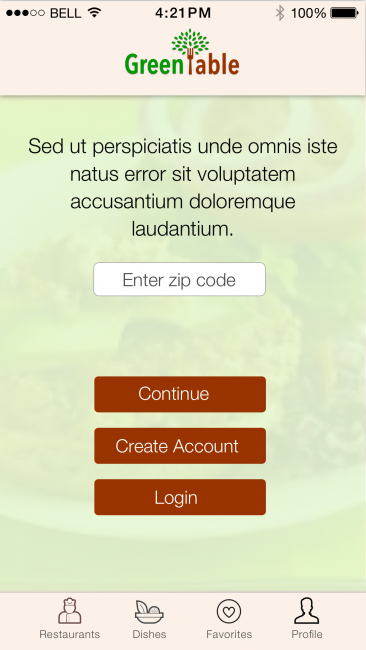 BELL 4:21PM 100%
GreenTable
Sed ut perspiciatis unde omnis iste
natus error sit voluptatem
accusantium doloremque
laudantium.
Enter zip code
Continue
Create Account
Login
Restaurants Dishes Favorites Profile